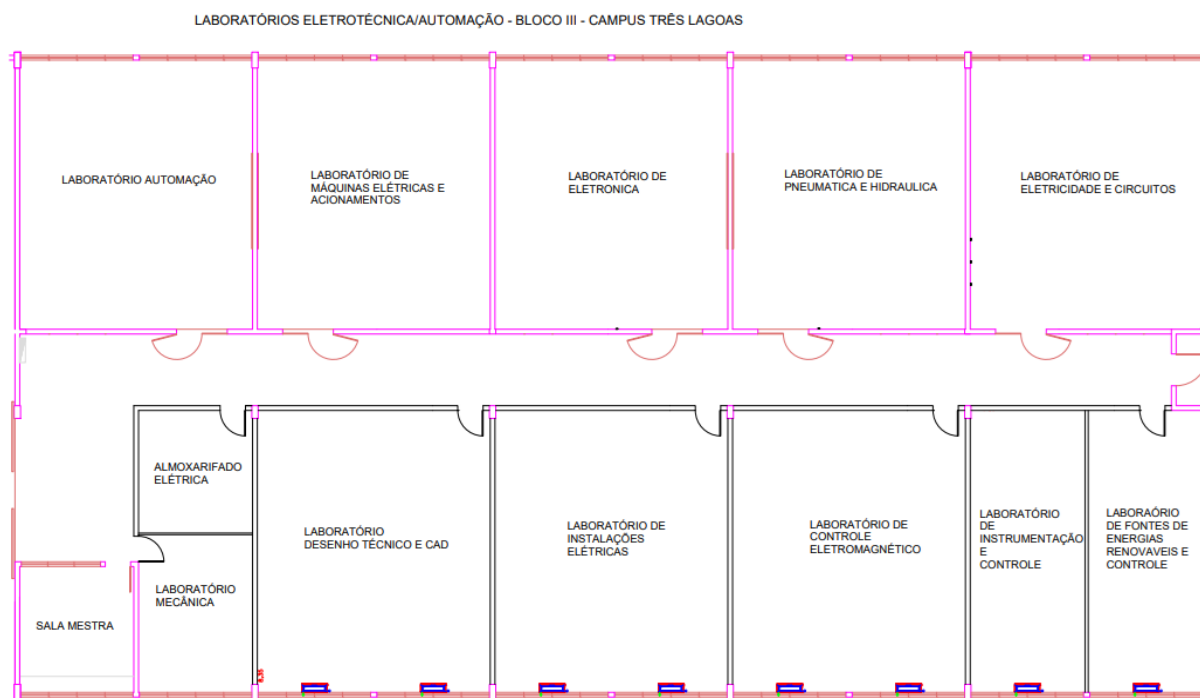 LABORATÓRIOS ELETROTÉCNICA/AUTOMAÇÃO - BLOCO III - CAMPUS TRÊS LAGOAS
LABORATÓRIO AUTOMAÇÃO
LABORATÓRIO DE
MÁQUINAS ELÉTRICAS E
ACIONAMENTOS
LABORATÓRIO DE
ELETRONICA
LABORATÓRIO DE
PNEUMATICA E HIDRAULICA
LABORATÓRIO DE
ELETRICIDADE E CIRCUITOS
ALMOXARIFADO
ELÉTRICA
LABORATÓRIO
DESENHO TÉCNICO E CAD
LABORATÓRIO DE
INSTALAÇÕES
ELÉTRICAS
LABORATÓRIO DE
CONTROLE
ELETROMAGNÉTICO
LABORATÓRIO
DE
INSTRUMENTAÇÃO
E
CONTROLE
LABORAÓRIO
DE FONTES DE
ENERGIAS
RENOVAVEIS E
CONTROLE
LABORATÓRIO
MECÂNICA
SALA MESTRA